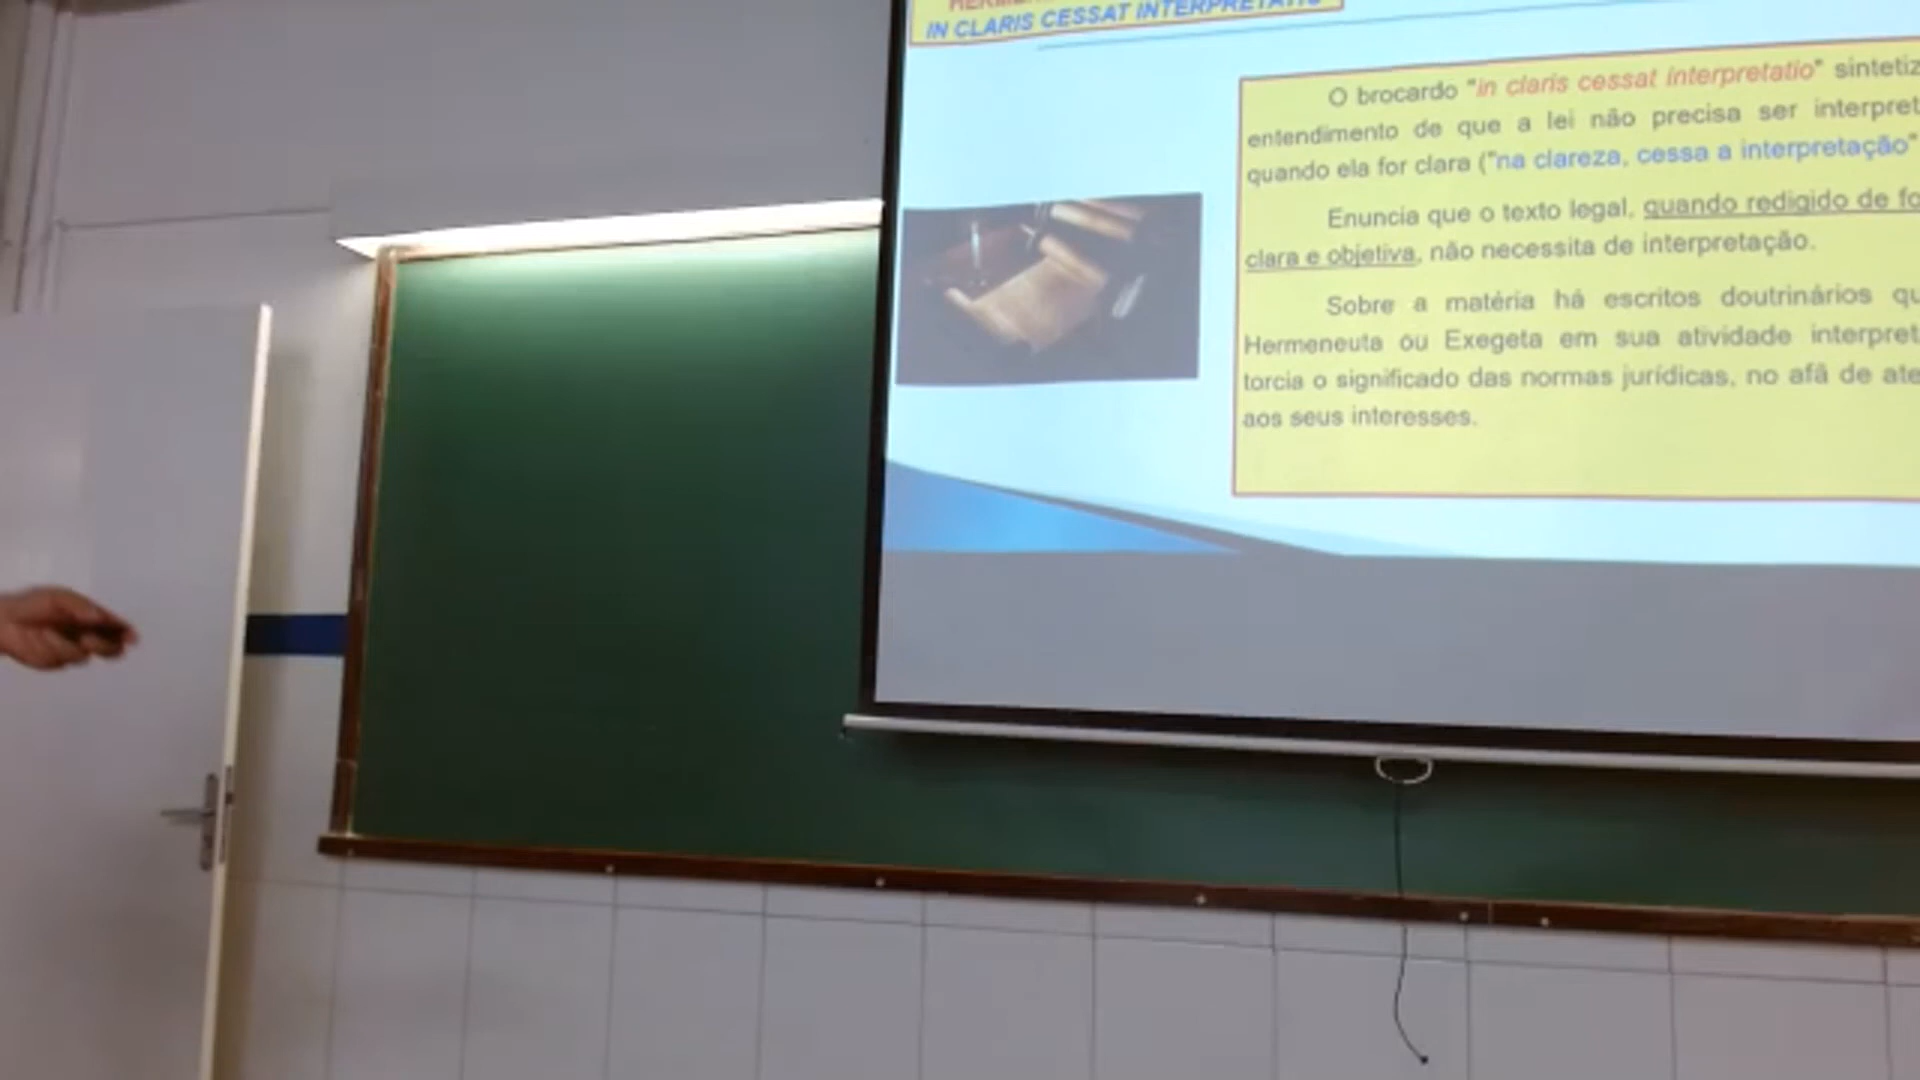 IN CLARIS CESSAT INTERPRETATIO
O brocardo "in claris cessat interpretatio" sintetiz
entendimento de que a lei não precisa ser interpret
quando ela for clara ("na clareza, cessa a interpretação"
Enuncia que o texto legal, quando redigido de fo
clara e objetiva, não necessita de interpretação.
Sobre a matéria há escritos doutrinários qu
Hermeneuta ou Exegeta em sua atividade interpret
torcia o significado das normas jurídicas, no afã de ate
aos seus interesses.